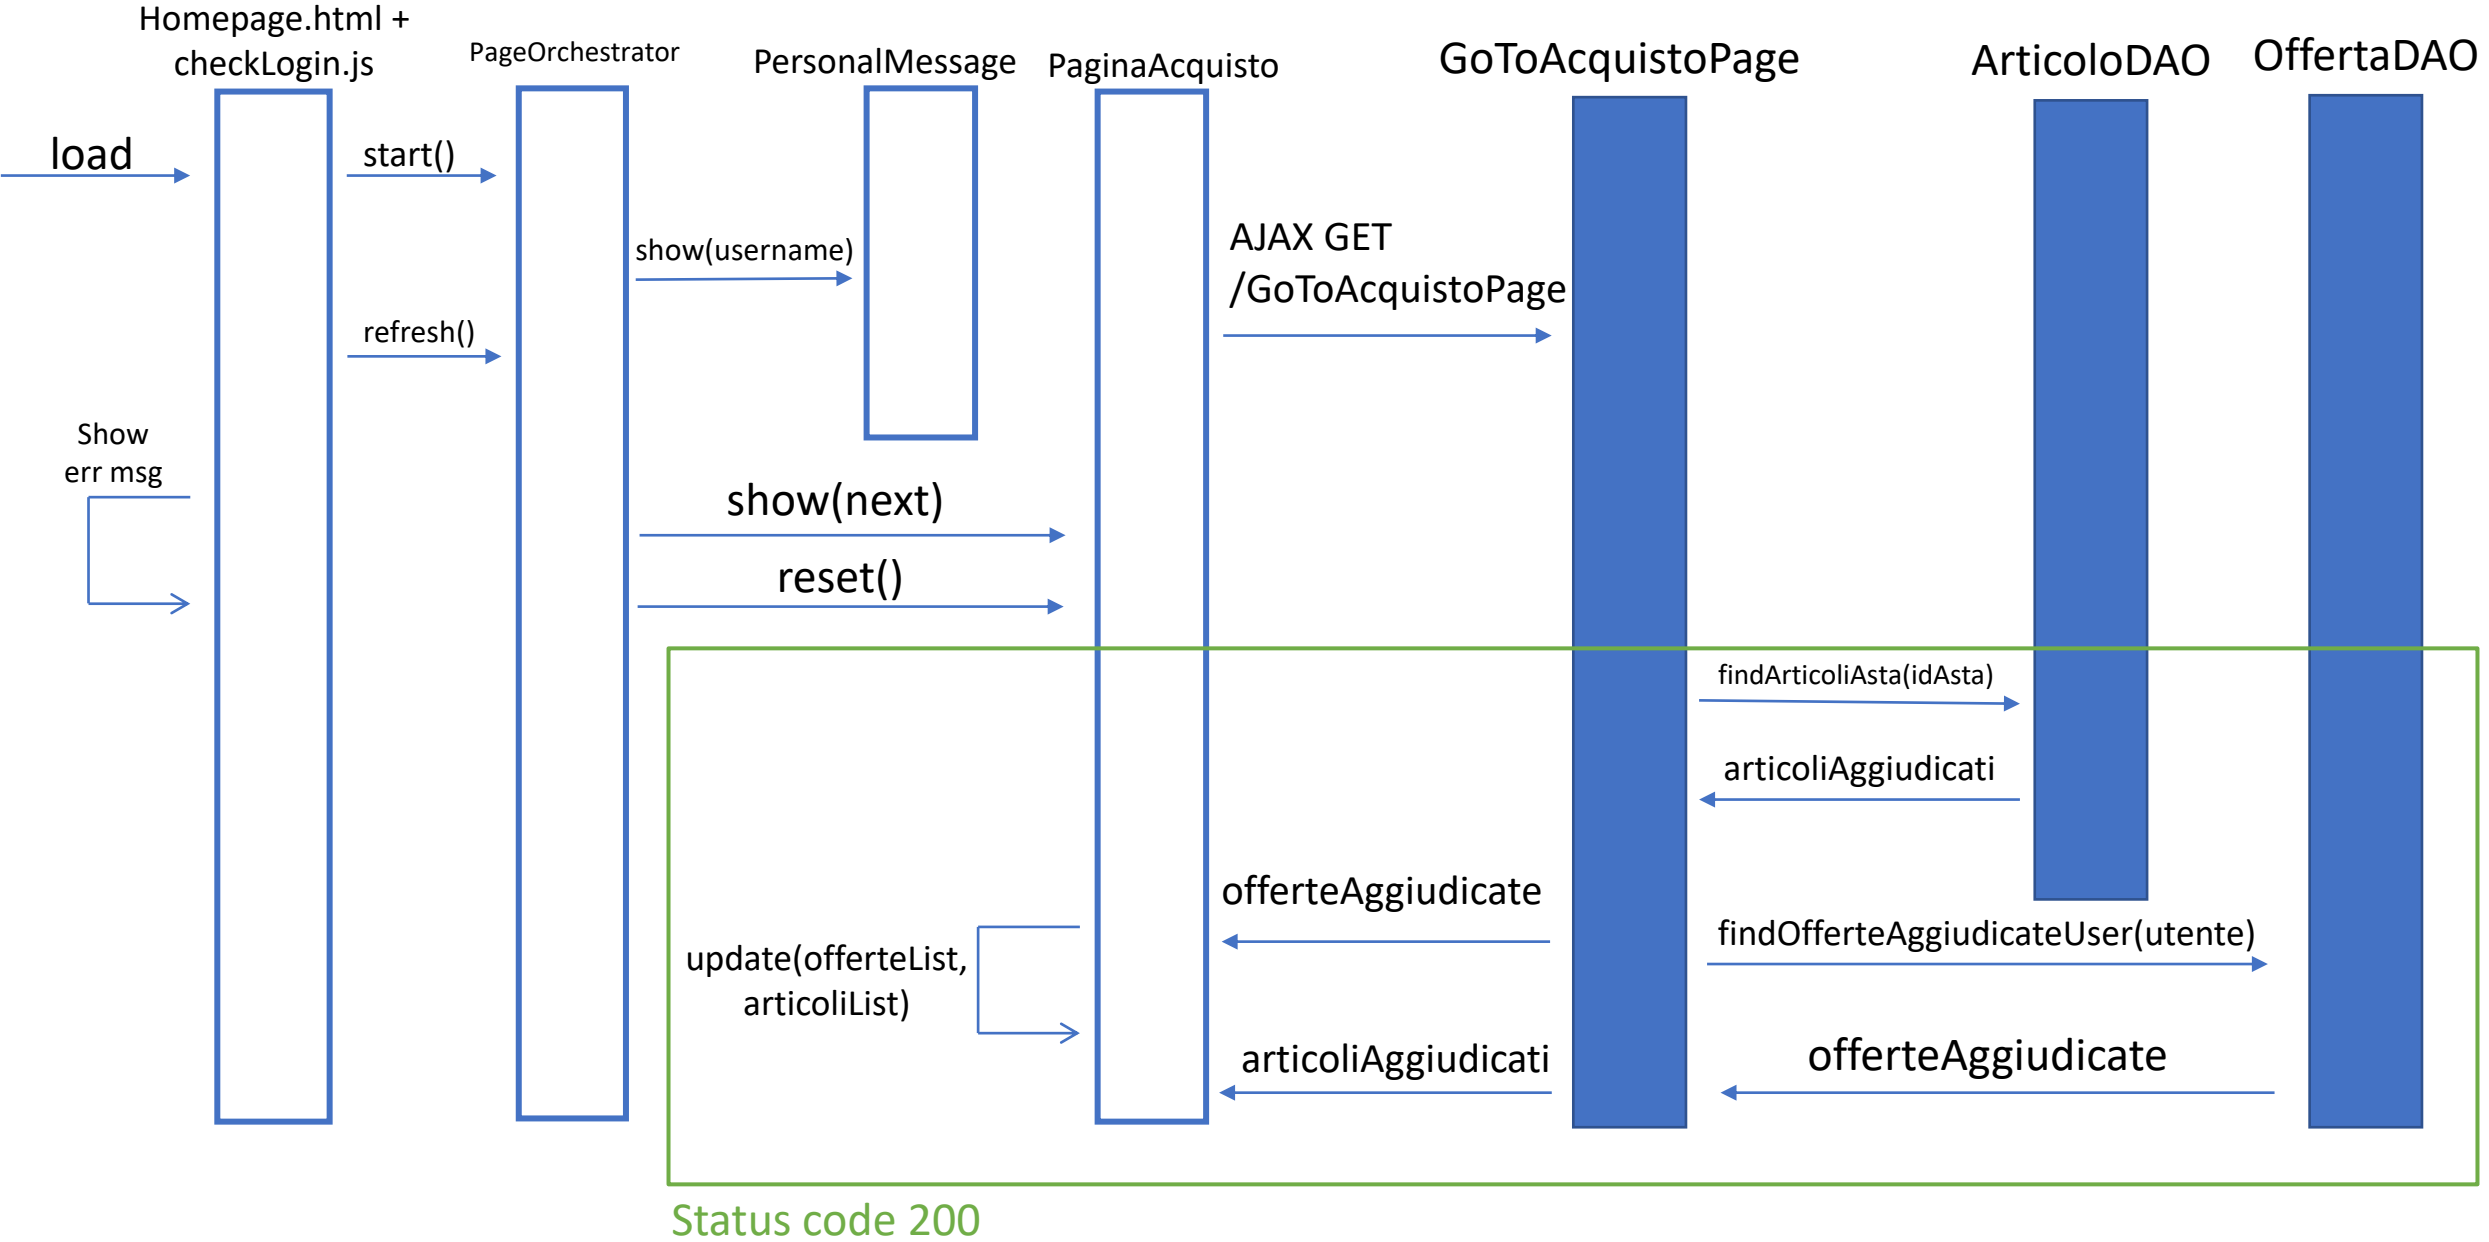 Homepage.html +
checkLogin.js
PageOrchestrator
PersonalMessage
PaginaAcquisto
GoToAcquistoPage
ArticoloDAO
OffertaDAO
load
start()
show(username)
AJAX GET
/GoToAcquistoPage
refresh()
Show
err msg
show(next)
reset()
findArticoliAsta(idAsta)
articoliAggiudicati
offerteAggiudicate
findOfferteAggiudicateUser(utente)
update(offerteList,
articoliList)
articoliAggiudicati
offerteAggiudicate
Status code 200